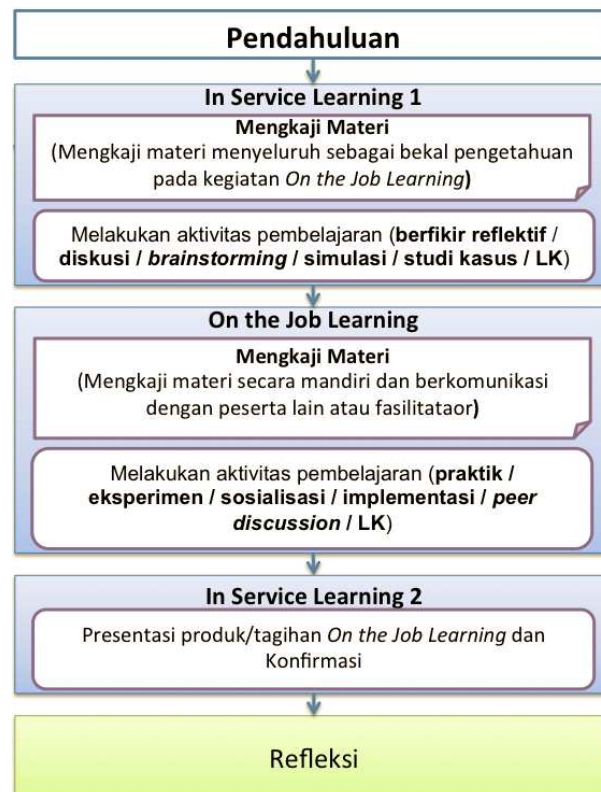 Pendahuluan
In Service Learning 1
Mengkaji Materi
(Mengkaji materi menyeluruh sebagai bekal pengetahuan
pada kegiatan On the Job Learning)
Melakukan aktivitas pembelajaran (berfikir reflektif /
diskusi / brainstorming / simulasi / studi kasus / LK)
On the Job Learning
Mengkaji Materi
(Mengkaji materi secara mandiri dan berkomunikasi
dengan peserta lain atau fasilitataor)
Melakukan aktivitas pembelajaran (praktik /
eksperimen / sosialisasi / implementasi / peer
discussion / LK)
In Service Learning 2
Presentasi produk/tagihan On the Job Learning dan
Konfirmasi
Refleksi